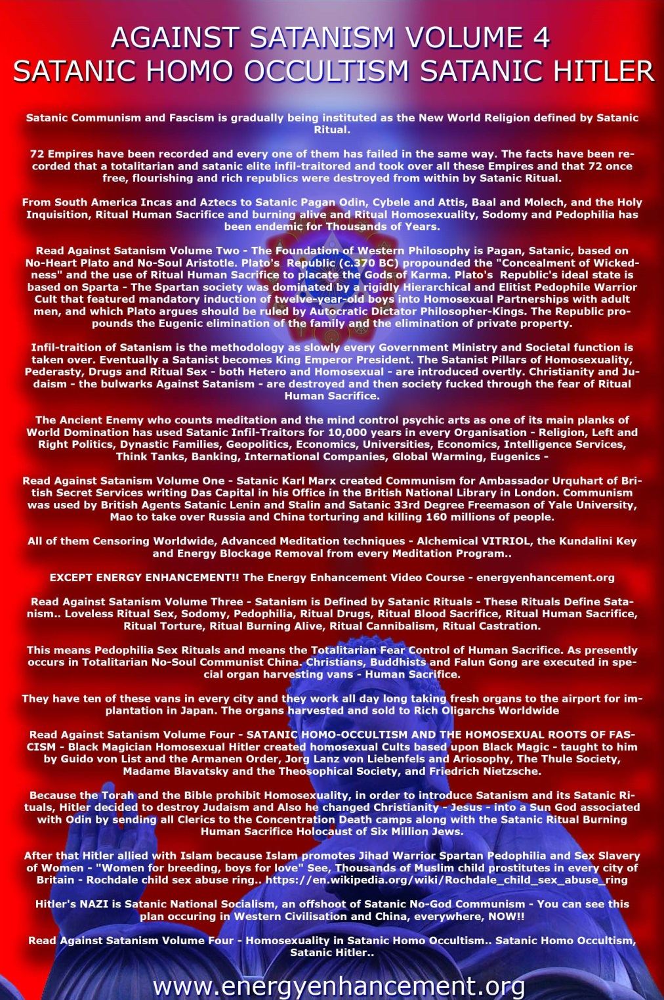 AGAINST SATANISM VOLUME 4
SATANIC HOMO OCCULTISM SATANIC HITLER
Satanic Communism and Fascism is gradually being instituted as the New World Religion defined by Satanic
Ritual.
72 Empires have been recorded and every one of them has failed in the same way. The facts have been re-
corded that a totalitarian and satanic elite infil-traitored and took over all these Empires and that 72 once
free, flourishing and rich republics were destroyed from within by Satanic Ritual.
From South America Incas and Aztecs to Satanic Pagan Odin, Cybele and Attis, Baal and Molech, and the Holy
Inquisition, Ritual Human Sacrifice and burning alive and Ritual Homosexuality, Sodomy and Pedophilia has
been endemic for Thousands of Years.
Read Against Satanism Volume Two - The Foundation of Western Philosophy is Pagan, Satanic, based on
No-Heart Plato and No-Soul Aristotle. Plato's Republic (c.370 BC) propounded the "Concealment of Wicked-
ness" and the use of Ritual Human Sacrifice to placate the Gods of Karma. Plato's Republic's ideal state is
based on Sparta - The Spartan society was dominated by a rigidly Hierarchical and Elitist Pedophile Warrior
Cult that featured mandatory induction of twelve-year-old boys into Homosexual Partnerships with adult
men, and which Plato argues should be ruled by Autocratic Dictator Philosopher-Kings. The Republic pro-
pounds the Eugenic elimination of the family and the elimination of private property.
Infil-traition of Satanism is the methodology as slowly every Government Ministry and Societal function is
taken over. Eventually a Satanist becomes King Emperor President. The Satanist Pillars of Homosexuality,
Pederasty, Drugs and Ritual Sex - both Hetero and Homosexual - are introduced overtly. Christianity and Ju-
daism - the bulwarks Against Satanism - are destroyed and then society fucked through the fear of Ritual
Human Sacrifice.
The Ancient Enemy who counts meditation and the mind control psychic arts as one of its main planks of
World Domination has used Satanic Infil-Traitors for 10,000 years in every Organisation - Religion, Left and
Right Politics, Dynastic Families, Geopolitics, Economics, Universities, Economics, Intelligence Services,
Think Tanks, Banking, International Companies, Global Warming, Eugenics -
Read Against Satanism Volume One - Satanic Karl Marx created Communism for Ambassador Urquhart of Bri-
tish Secret Services writing Das Capital in his Office in the British National Library in London. Communism
was used by British Agents Satanic Lenin and Stalin and Satanic 33rd Degree Freemason of Yale University,
Mao to take over Russia and China torturing and killing 160 millions of people.
All of them Censoring Worldwide, Advanced Meditation techniques - Alchemical VITRIOL, the Kundalini Key
and Energy Blockage Removal from every Meditation Program..
EXCEPT ENERGY ENHANCEMENT!! The Energy Enhancement Video Course - energyenhancement.org
Read Against Satanism Volume Three - Satanism is Defined by Satanic Rituals - These Rituals Define Sata-
nism.. Loveless Ritual Sex, Sodomy, Pedophilia, Ritual Drugs, Ritual Blood Sacrifice, Ritual Human Sacrifice,
Ritual Torture, Ritual Burning Alive, Ritual Cannibalism, Ritual Castration.
This means Pedophilia Sex Rituals and means the Totalitarian Fear Control of Human Sacrifice. As presently
occurs in Totalitarian No-Soul Communist China. Christians, Buddhists and Falun Gong are executed in spe-
cial organ harvesting vans - Human Sacrifice.
They have ten of these vans in every city and they work all day long taking fresh organs to the airport for im-
plantation in Japan. The organs harvested and sold to Rich Oligarchs Worldwide
Read Against Satanism Volume Four - SATANIC HOMO-OCCULTISM AND THE HOMOSEXUAL ROOTS OF FAS-
CISM - Black Magician Homosexual Hitler created homosexual Cults based upon Black Magic - taught to him
by Guido von List and the Armanen Order, Jorg Lanz von Liebenfels and Ariosophy, The Thule Society,
Madame Blavatsky and the Theosophical Society, and Friedrich Nietzsche.
Because the Torah and the Bible prohibit Homosexuality, in order to introduce Satanism and its Satanic Ri-
tuals, Hitler decided to destroy Judaism and Also he changed Christianity - Jesus - into a Sun God associated
with Odin by sending all Clerics to the Concentration Death camps along with the Satanic Ritual Burning
Human Sacrifice Holocaust of Six Million Jews.
After that Hitler allied with Islam because Islam promotes Jihad Warrior Spartan Pedophilia and Sex Slavery
of Women - "Women for breeding, boys for love" See, Thousands of Muslim child prostitutes in every city of
Britain - Rochdale child sex abuse ring.. https://en.wikipedia.org/wiki/Rochdale_child_sex_abuse_ring
Hitler's NAZI is Satanic National Socialism, an offshoot of Satanic No-God Communism - You can see this
plan occuring in Western Civilisation and China, everywhere, NOW!!
Read Against Satanism Volume Four - Homosexuality in Satanic Homo Occultism.. Satanic Homo Occultism,
Satanic Hitler..
www.energyenhancement.org